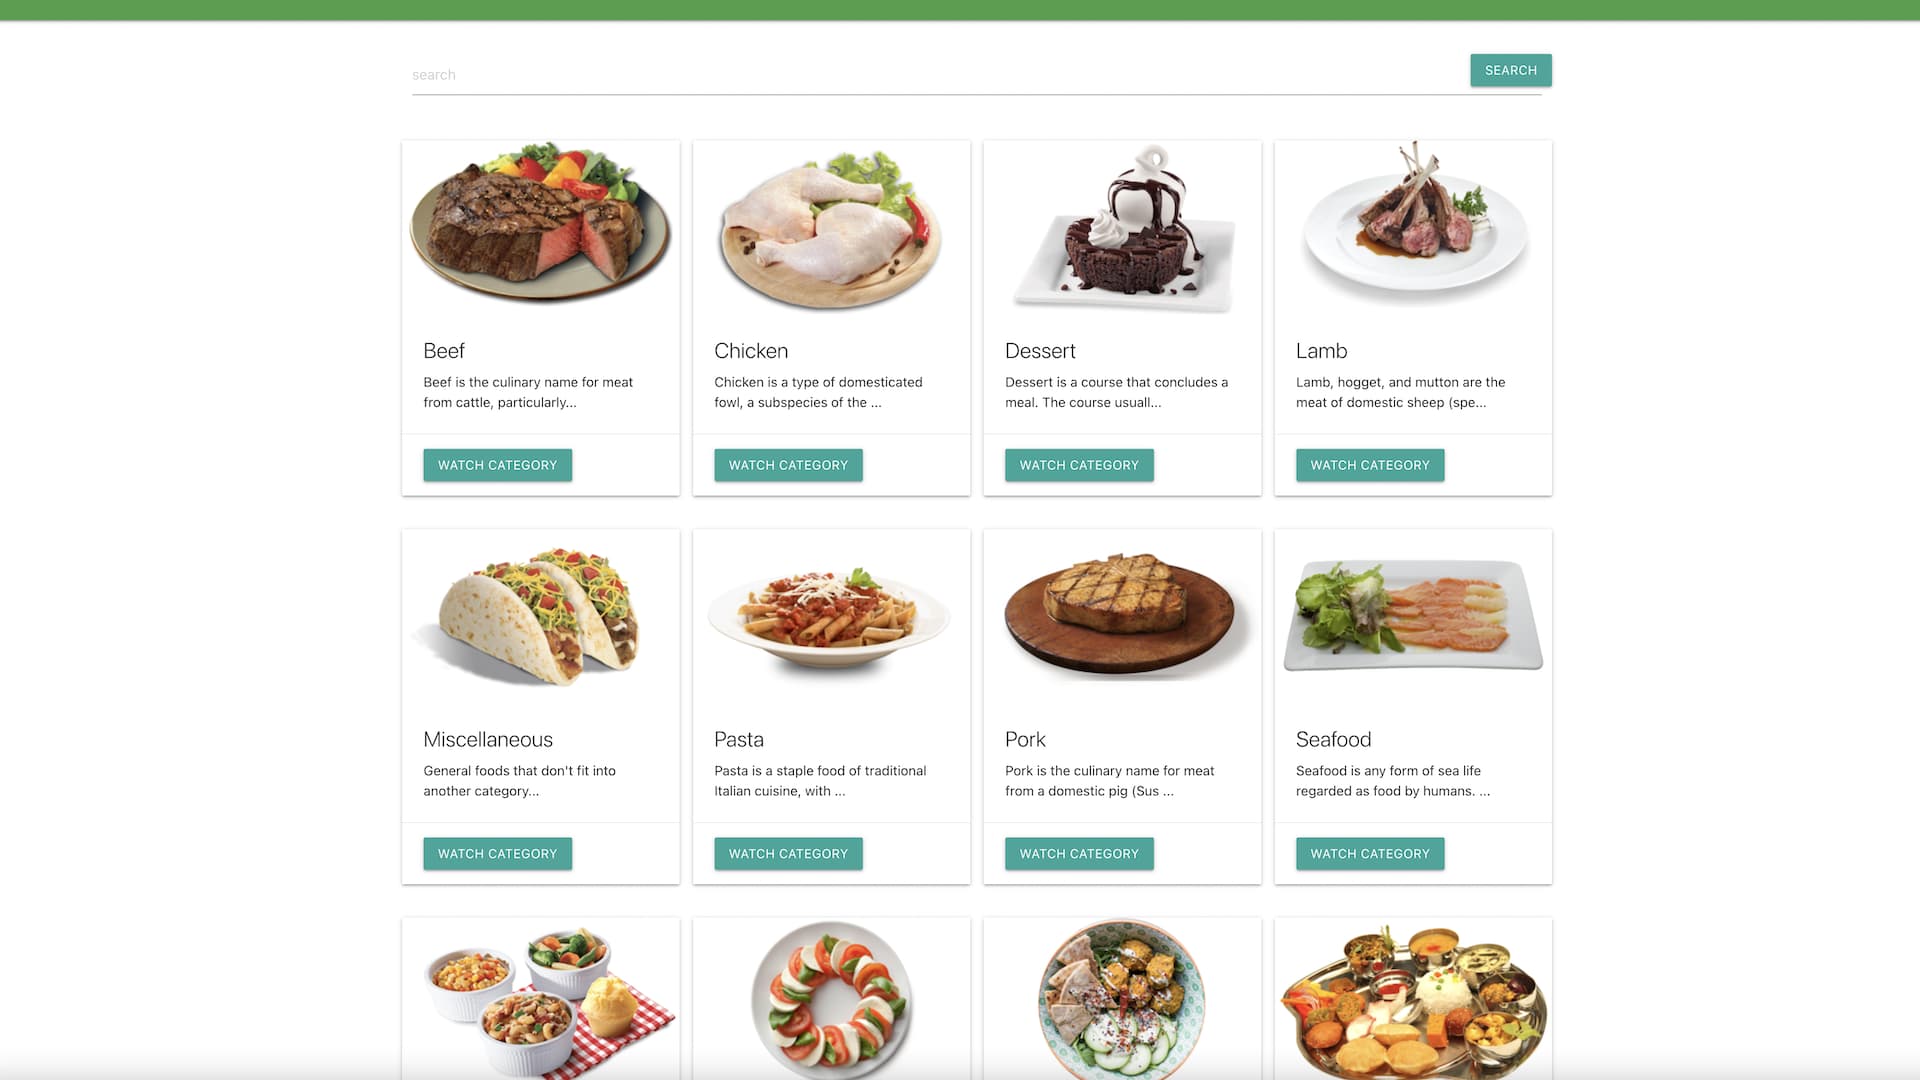 search
SEARCH
Beef
Beef is the culinary name for meat
from cattle, particularly...
WATCH CATEGORY
Chicken
Chicken is a type of domesticated
fowl, a subspecies of the ...
WATCH CATEGORY
Dessert
Dessert is a course that concludes a
meal. The course usuall...
WATCH CATEGORY
Lamb
Lamb, hogget, and mutton are the
meat of domestic sheep (spe...
WATCH CATEGORY
Miscellaneous
General foods that don't fit into
another category...
WATCH CATEGORY
Pasta
Pasta is a staple food of traditional
Italian cuisine, with ...
WATCH CATEGORY
Pork
Pork is the culinary name for meat
from a domestic pig (Sus ...
WATCH CATEGORY
Seafood
Seafood is any form of sea life
regarded as food by humans. ...
WATCH CATEGORY